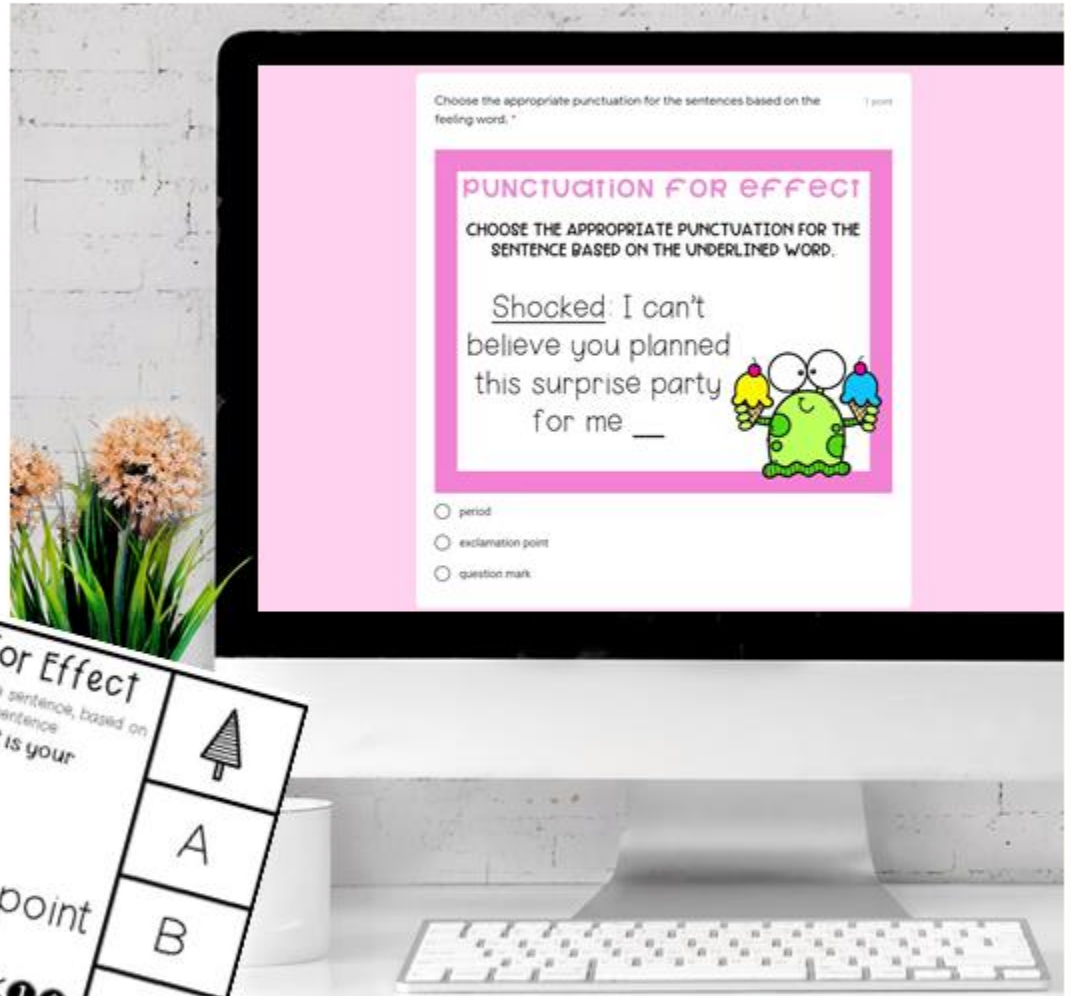 Choose the appropriate punctuation for the sentences based on the
feeling word. *
1 point
PUNCTUATION FOR EFFECT
CHOOSE THE APPROPRIATE PUNCTUATION FOR THE
SENTENCE BASED ON THE UNDERLINED WORD.
Shocked: I can't
believe you planned
this surprise party
for me __
period
exclamation point
question mark
or Effect
sentence, based on
sentence
is your
A
point
B